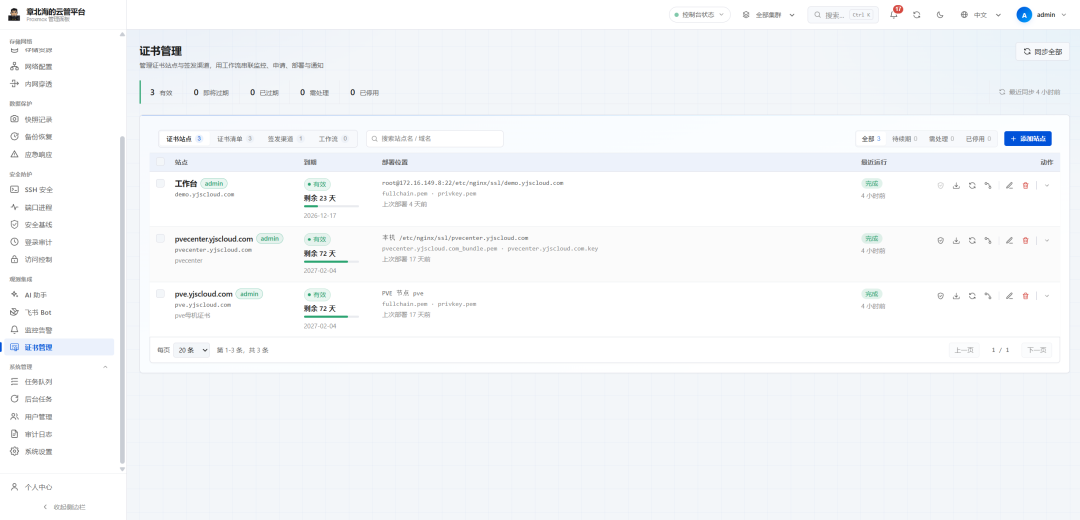 章北海的云管平台
Proxmox 管理面板
存储网络
存储资源
网络配置
内网穿透
数据保护
快照记录
备份恢复
应急响应
安全防护
SSH 安全
端口进程
安全基线
登录审计
访问控制
观测集成
AI 助手
飞书 Bot
监控告警
证书管理
系统管理
任务队列
后台任务
用户管理
审计日志
系统设置
个人中心
收起侧边栏
控制台状态
全部集群
搜索... Ctrl K
17
中文
A admin
证书管理
管理证书站点与签发渠道，用工作流串联监控、申请、部署与通知
同步全部
3 有效 0 即将过期 0 已过期 0 需处理 0 已停用
最近同步 4 小时前
证书站点 3 证书清单 3 签发渠道 1 工作流 0
搜索站点名 / 域名
全部 3 待续期 0 需处理 0 已停用 0
+ 添加站点
站点 到期 部署位置 最近运行 动作
工作台 admin
demo.yjscloud.com
有效
剩余 23 天
2026-12-17
root@172.16.149.8:22/etc/nginx/ssl/demo.yjscloud.com
fullchain.pem · privkey.pem
上次部署 4 天前
完成
4 小时前
pvecenter.yjscloud.com admin
pvecenter.yjscloud.com
pvecenter
有效
剩余 72 天
2027-02-04
本机 /etc/nginx/ssl/pvecenter.yjscloud.com
pvecenter.yjscloud.com_bundle.pem · pvecenter.yjscloud.com.key
上次部署 17 天前
完成
4 小时前
pve.yjscloud.com admin
pve.yjscloud.com
pve母机证书
有效
剩余 72 天
2027-02-04
PVE 节点 pve
fullchain.pem · privkey.pem
上次部署 17 天前
完成
4 小时前
每页 20 条 第 1-3 条，共 3 条
上一页 1 / 1 下一页